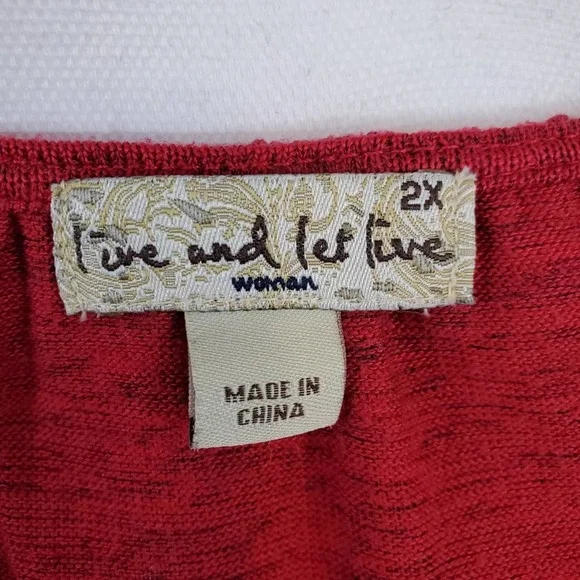 2X
live and let live
woman
MADE IN
CHINA